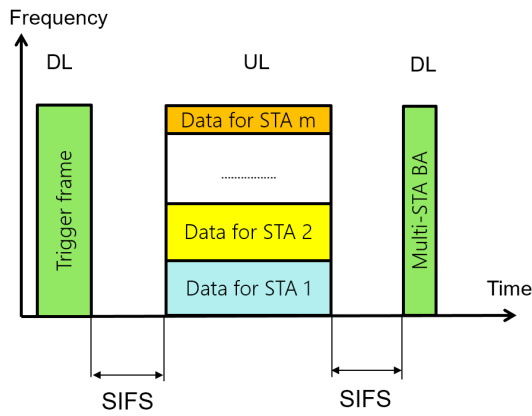 Frequency
DL
UL
DL
Trigger frame
Data for STA m
................
Data for STA 2
Data for STA 1
Multi-STA BA
Time
SIFS
SIFS